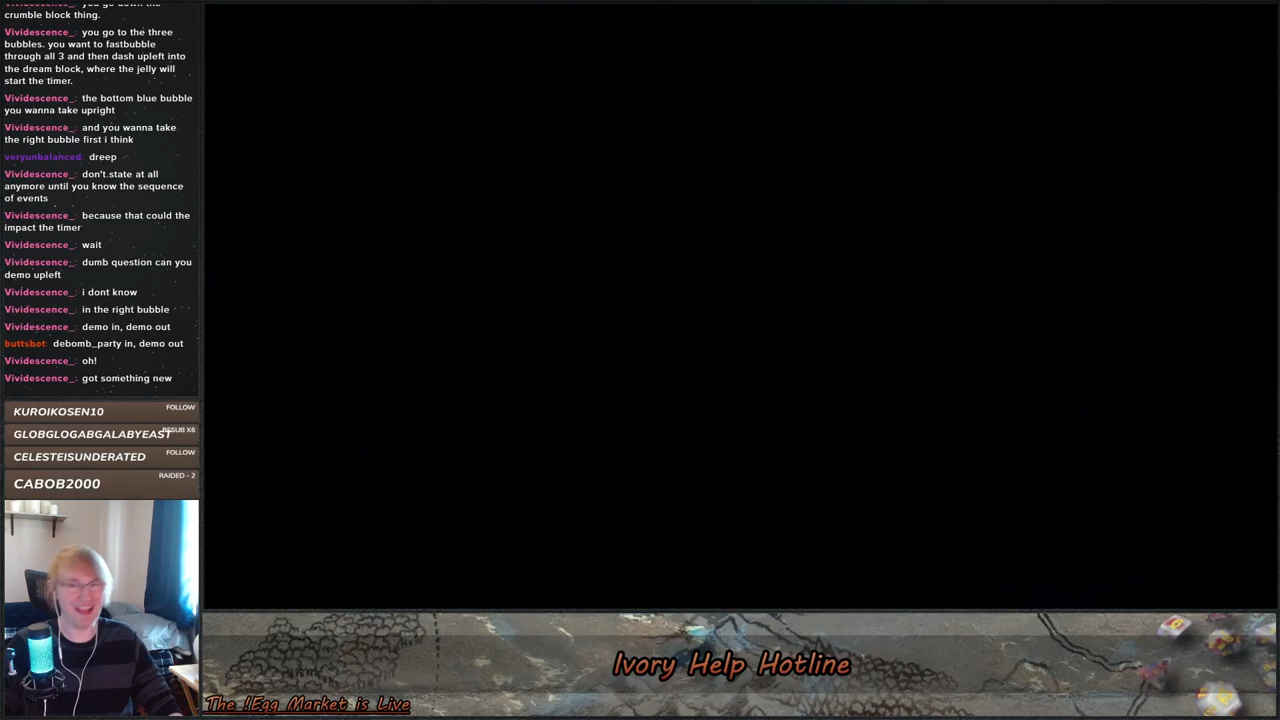 crumble block thing.
Vividescence_: you go to the three
bubbles. you want to fastbubble
through all 3 and then dash upleft into
the dream block, where the jelly will
start the timer.
Vividescence_: the bottom blue bubble
you wanna take upright
Vividescence_: and you wanna take
the right bubble first i think
veryunbalanced: dreep
Vividescence_: don't state at all
anymore until you know the sequence
of events
Vividescence_: because that could the
impact the timer
Vividescence_: wait
Vividescence_: dumb question can you
demo upleft
Vividescence_: i dont know
Vividescence_: in the right bubble
Vividescence_: demo in, demo out
buttsbot: debomb_party in, demo out
Vividescence_: oh!
Vividescence_: got something new
KUROIKOSEN10 FOLLOW
GLOBGLOGABGALABYEAST RESUB X6
CELESTEISUNDERATED FOLLOW
CABOB2000 RAIDED - 2
Ivory Help Hotline
The !Egg Market is Live